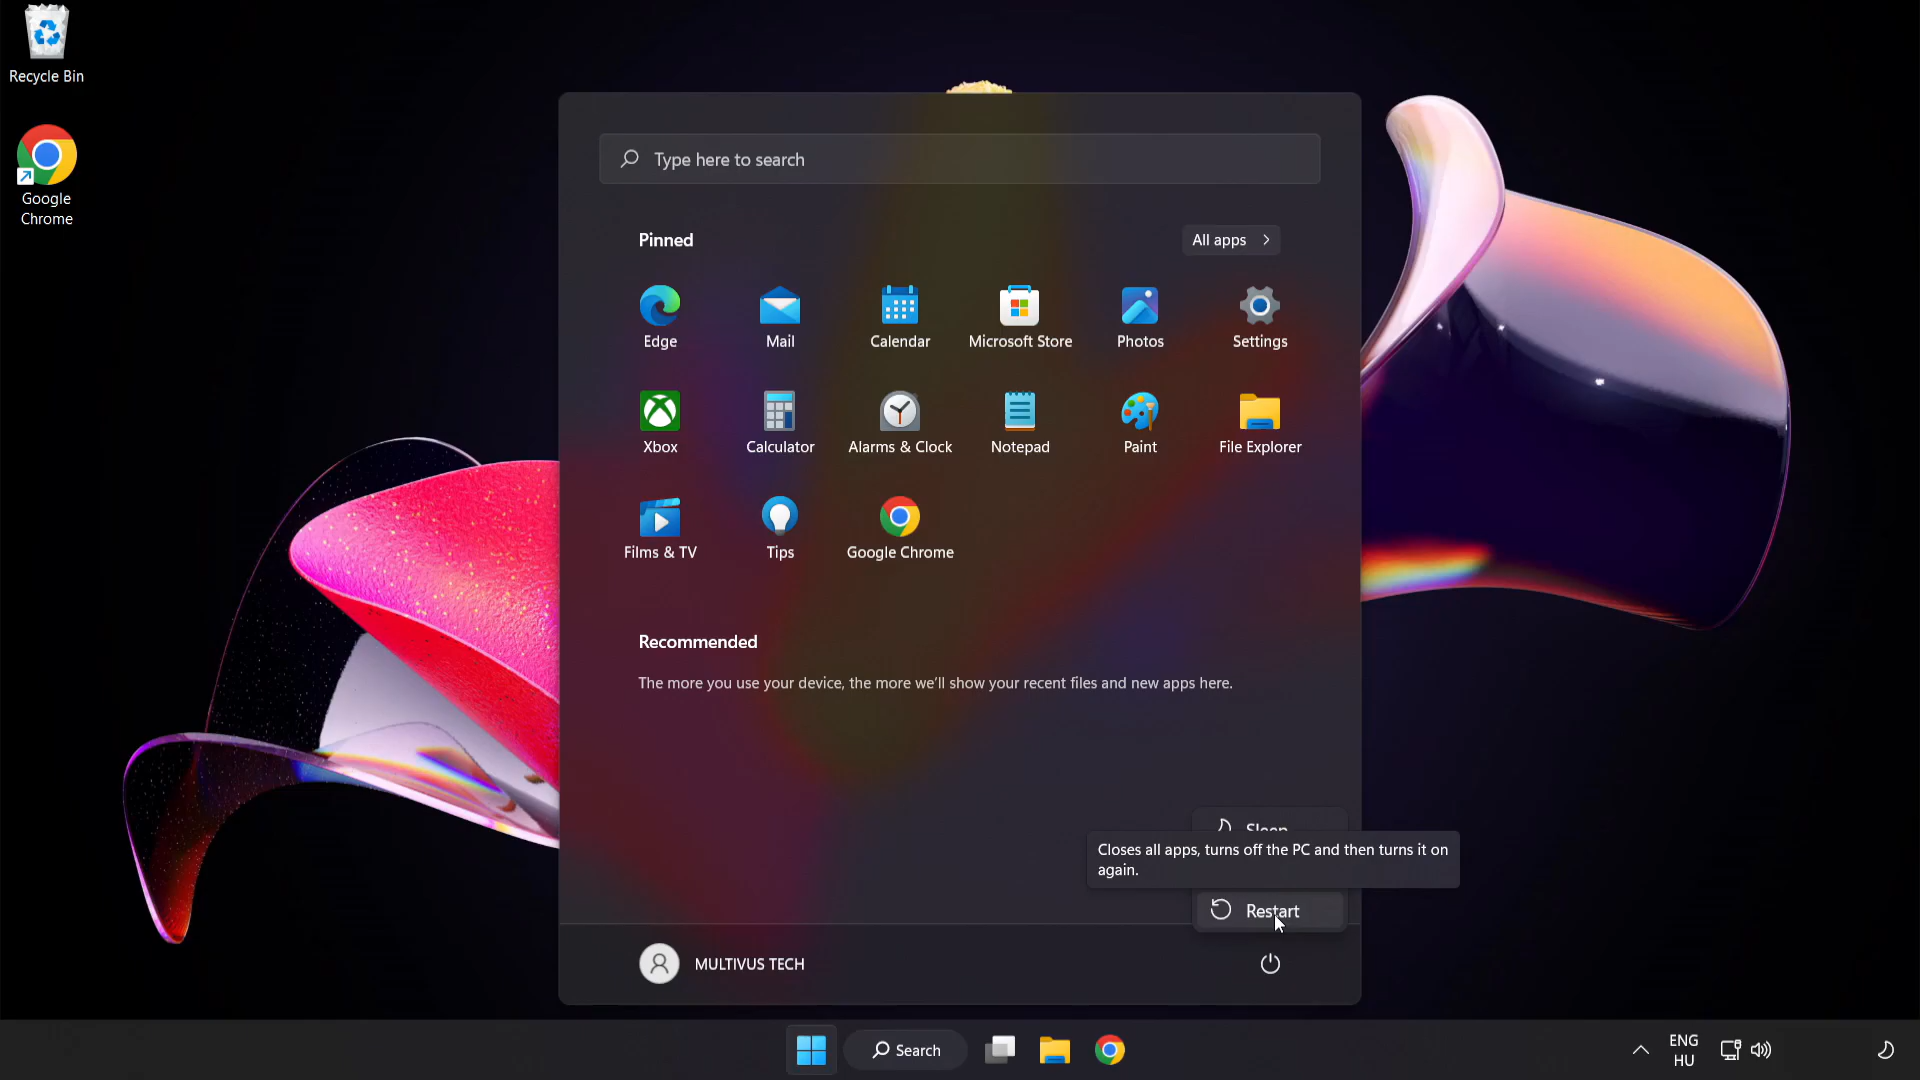 Recycle Bin
Google
Chrome
Type here to search
Pinned
All apps
Edge
Mail
Calendar
Microsoft Store
Photos
Settings
Xbox
Calculator
Alarms & Clock
Notepad
Paint
File Explorer
Films & TV
Tips
Google Chrome
Recommended
The more you use your device, the more we'll show your recent files and new apps here.
Sleep
Closes all apps, turns off the PC and then turns it on
again.
Restart
MULTIVUS TECH
Search
ENG
HU